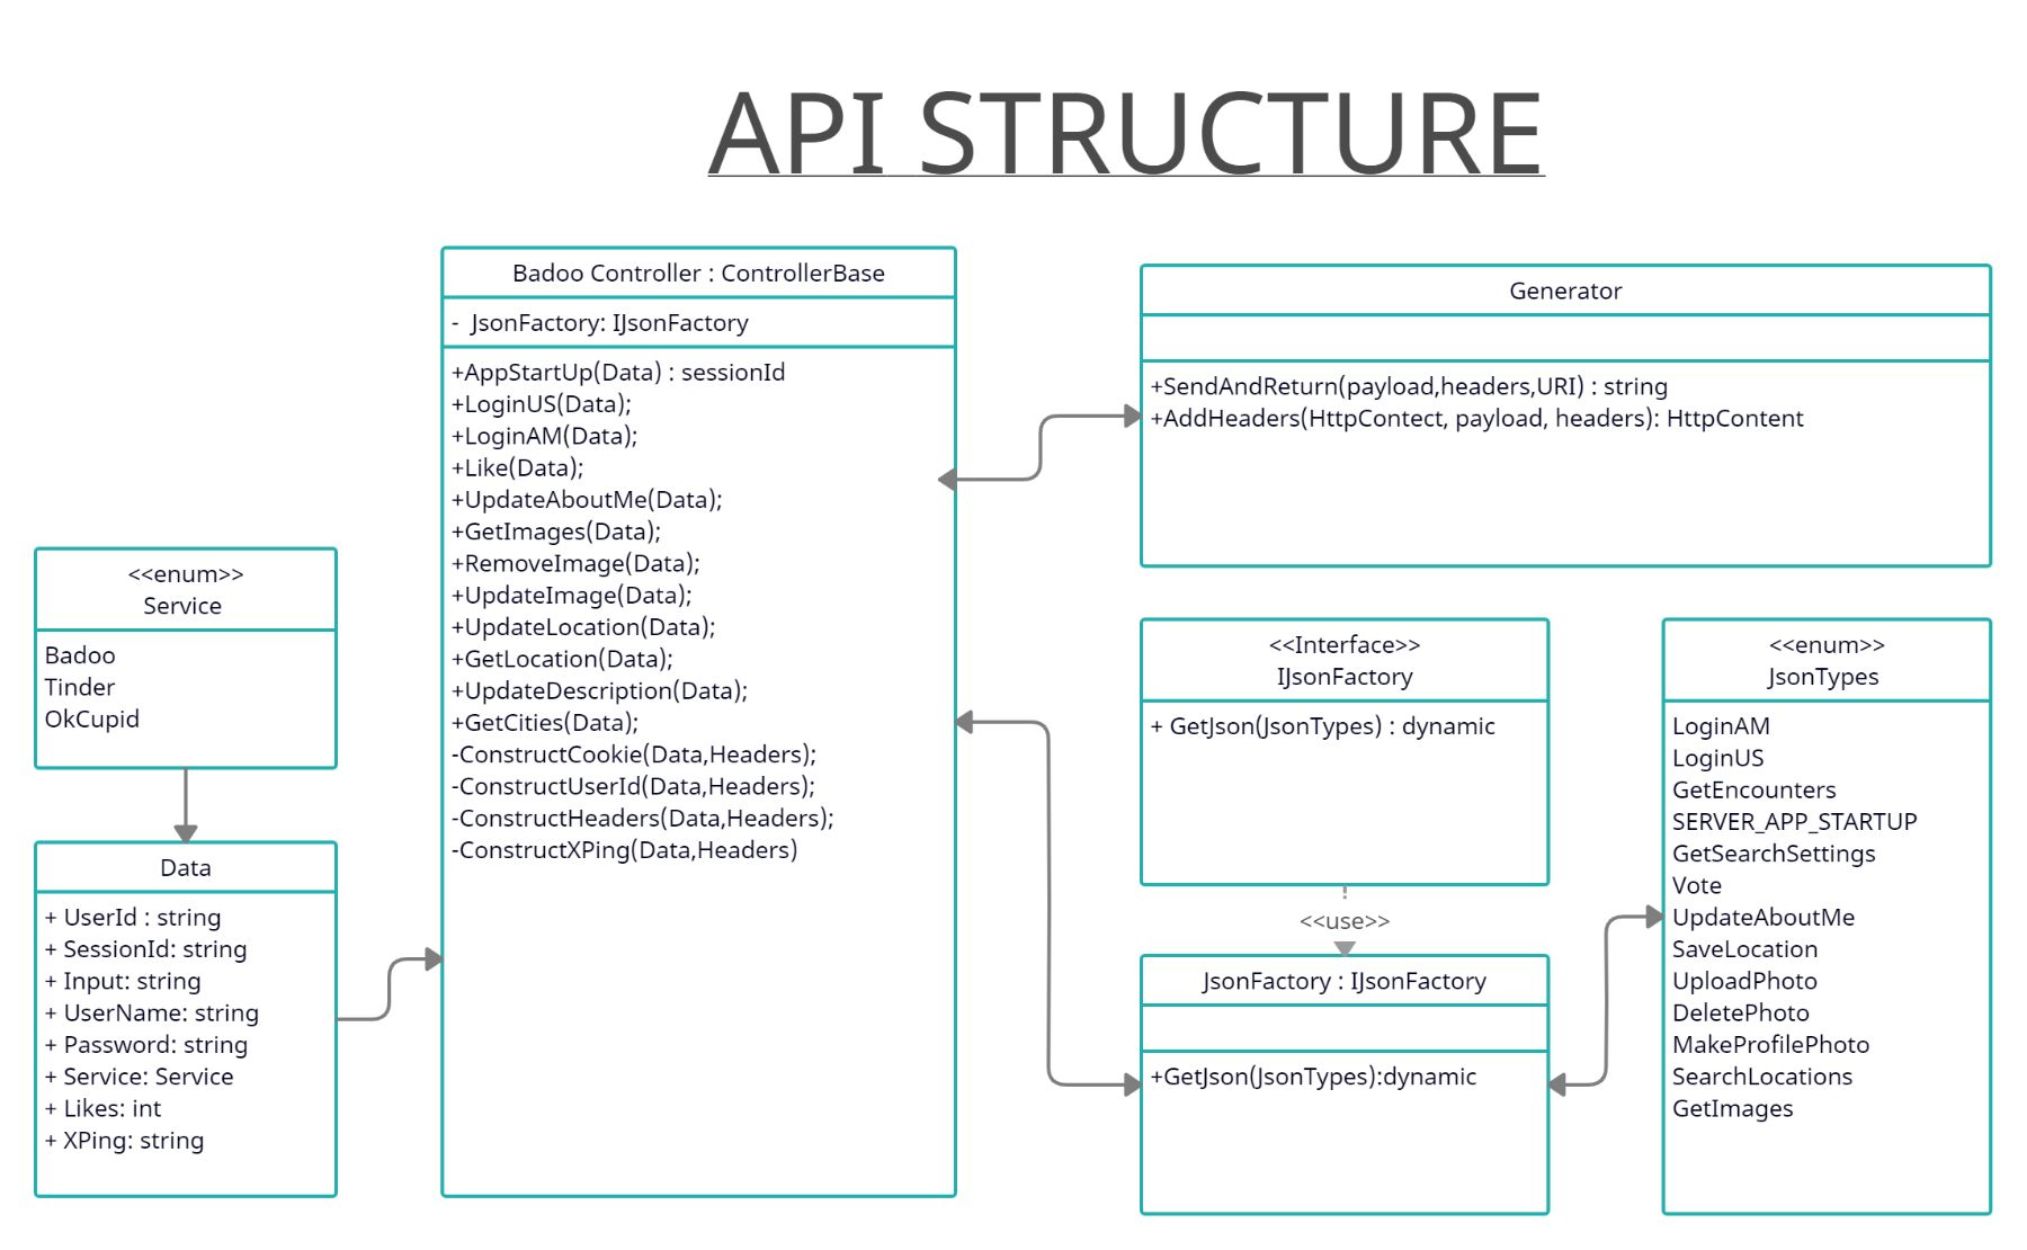 API STRUCTURE
<<enum>>
Service
Badoo
Tinder
OkCupid
Data
+ UserId : string
+ SessionId: string
+ Input: string
+ UserName: string
+ Password: string
+ Service: Service
+ Likes: int
+ XPing: string
Badoo Controller : ControllerBase
- JsonFactory: IJsonFactory
+AppStartUp(Data) : sessionId
+LoginUS(Data);
+LoginAM(Data);
+Like(Data);
+UpdateAboutMe(Data);
+GetImages(Data);
+RemoveImage(Data);
+UpdateImage(Data);
+UpdateLocation(Data);
+GetLocation(Data);
+UpdateDescription(Data);
+GetCities(Data);
-ConstructCookie(Data,Headers);
-ConstructUserId(Data,Headers);
-ConstructHeaders(Data,Headers);
-ConstructXPing(Data,Headers)
Generator
+SendAndReturn(payload,headers,URI) : string
+AddHeaders(HttpContect, payload, headers): HttpContent
<<Interface>>
IJsonFactory
+ GetJson(JsonTypes) : dynamic
<<use>>
JsonFactory : IJsonFactory
+GetJson(JsonTypes):dynamic
<<enum>>
JsonTypes
LoginAM
LoginUS
GetEncounters
SERVER_APP_STARTUP
GetSearchSettings
Vote
UpdateAboutMe
SaveLocation
UploadPhoto
DeletePhoto
MakeProfilePhoto
SearchLocations
GetImages